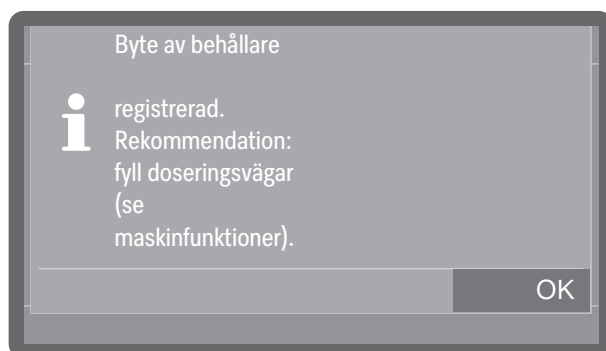 Byte av behållare
registrerad.
Rekommendation:
fyll doseringsvägar
(se
maskinfunktioner).
OK